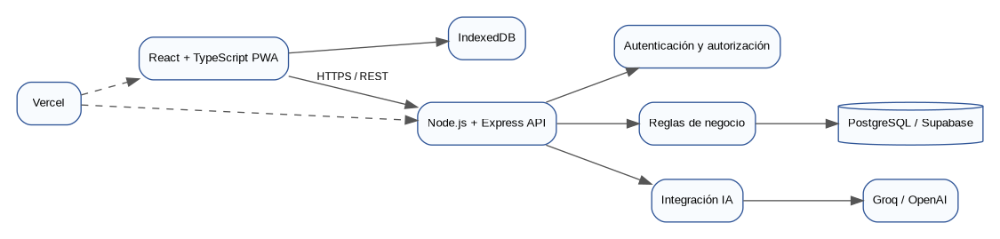 Vercel
React + TypeScript PWA
IndexedDB
HTTPS / REST
Node.js + Express API
Autenticación y autorización
Reglas de negocio
PostgreSQL / Supabase
Integración IA
Groq / OpenAI